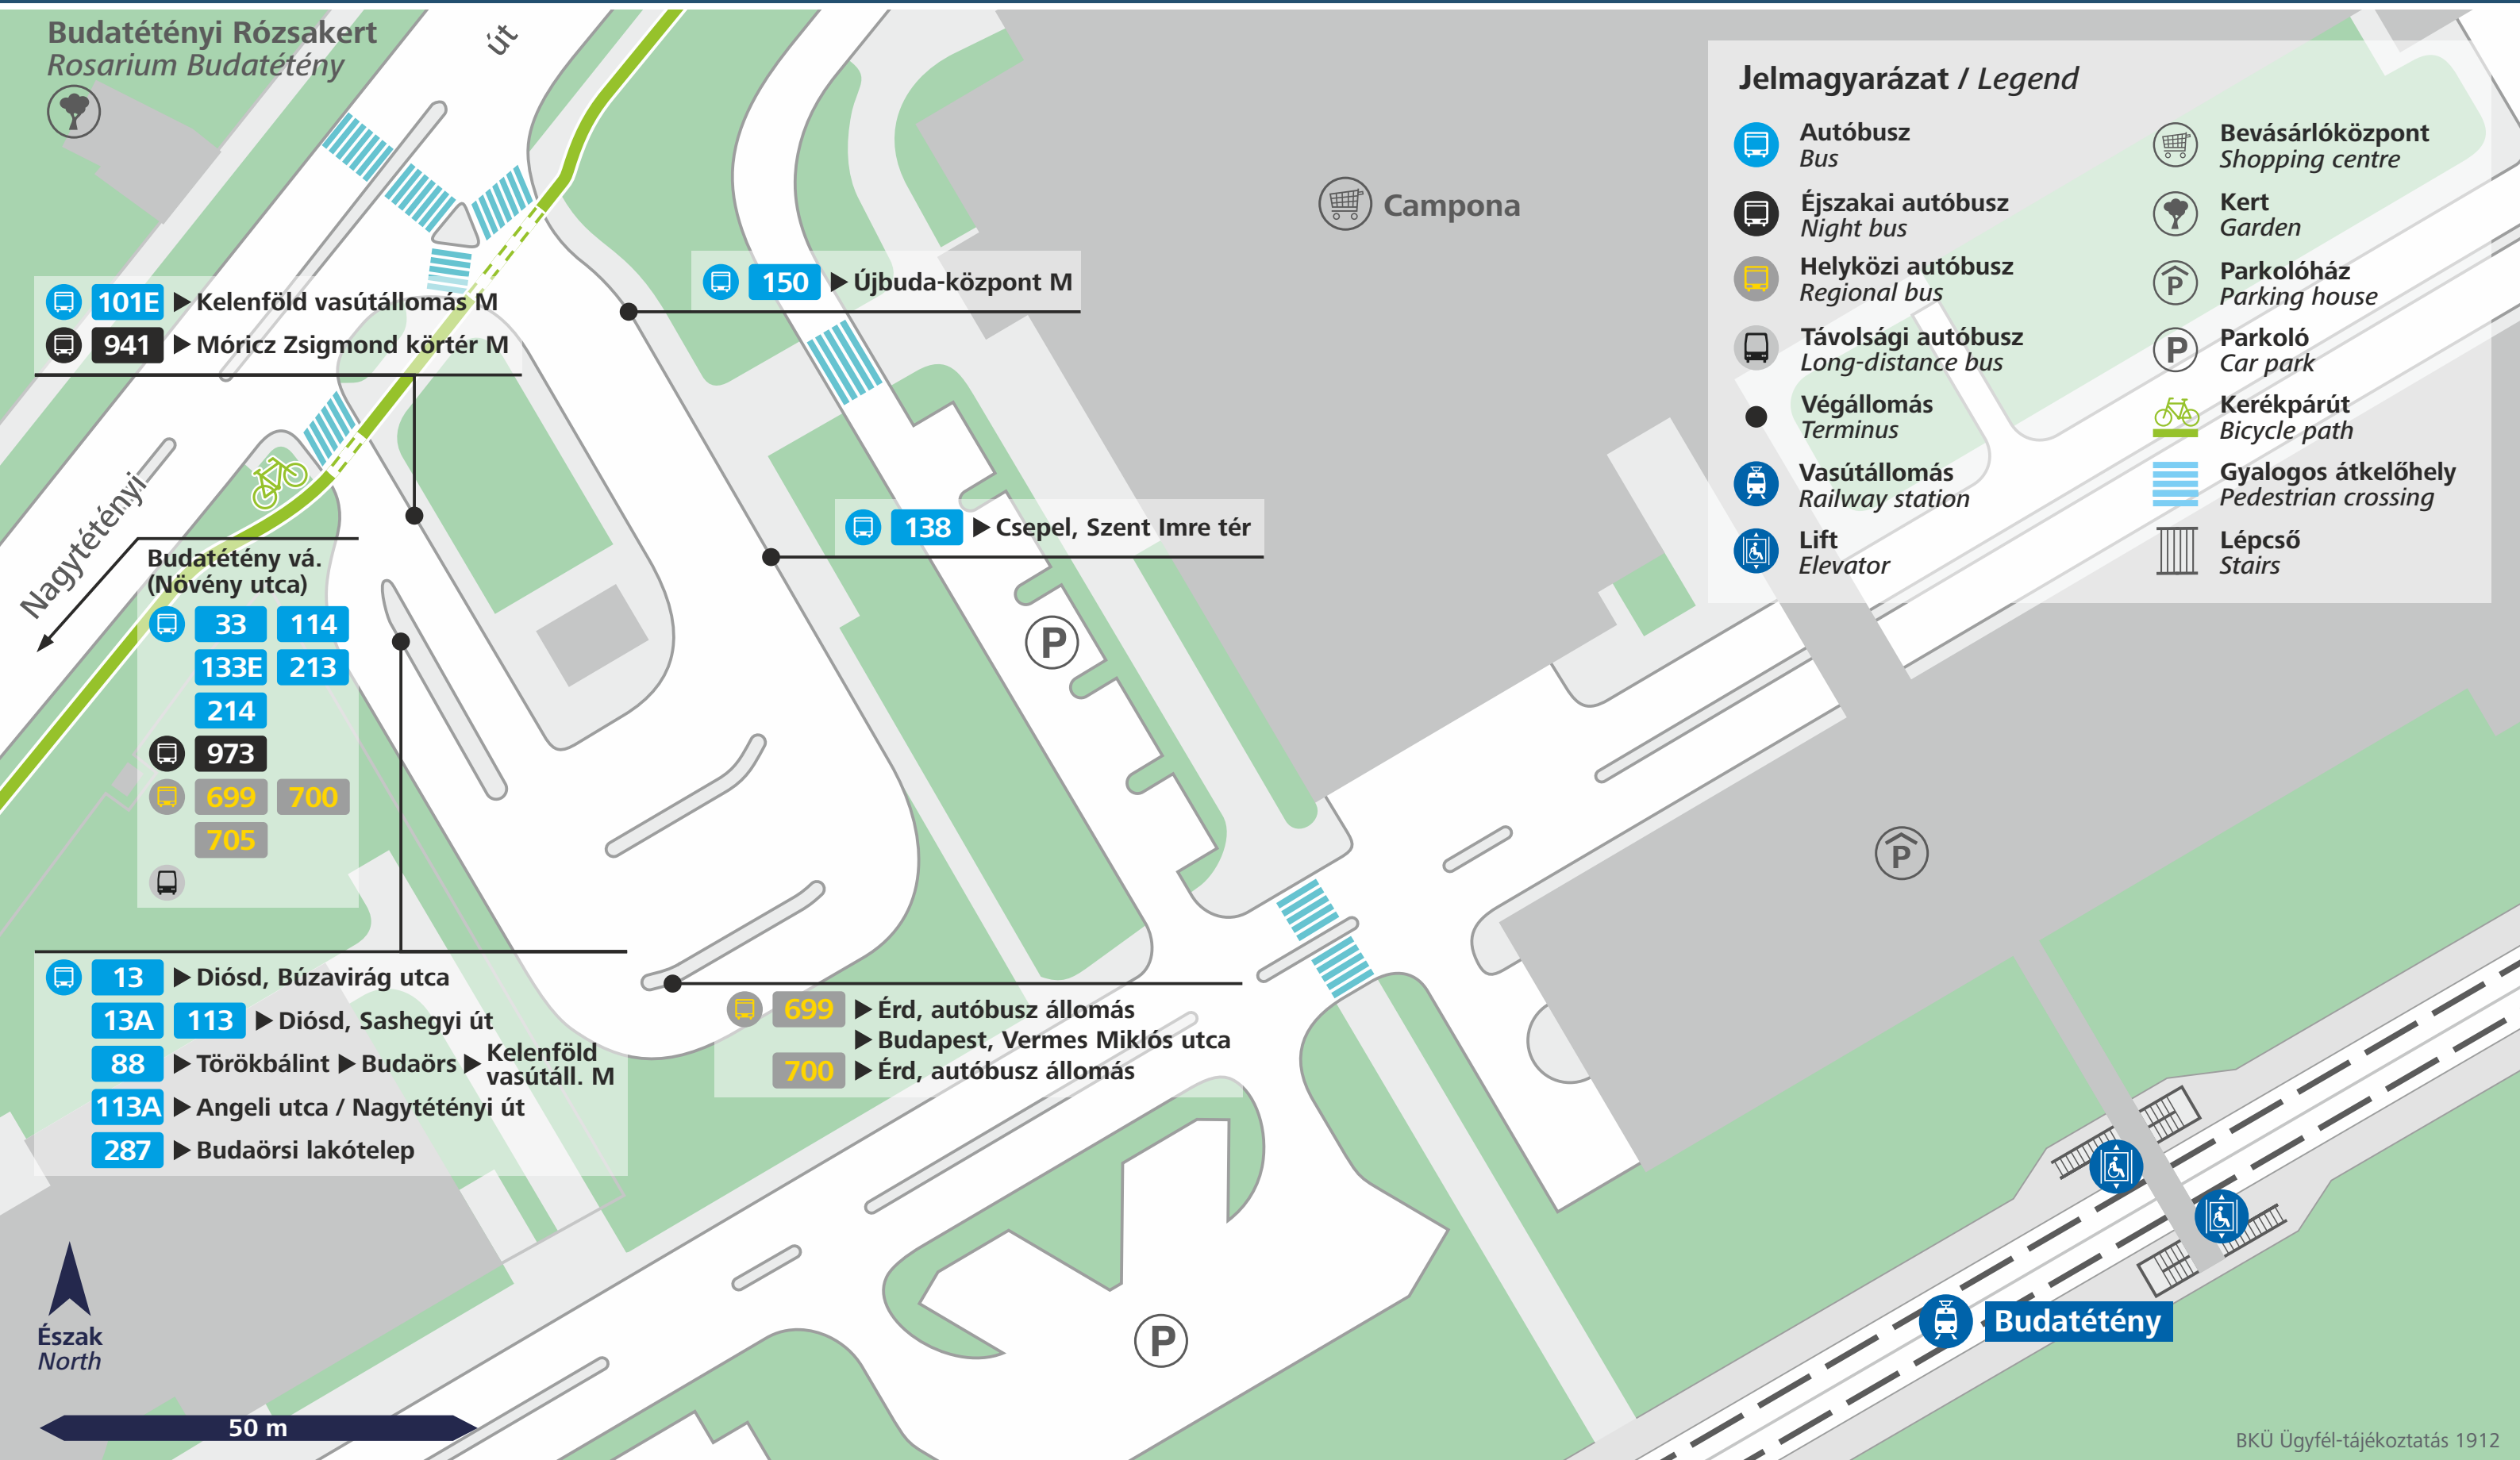 Budatétényi Rózsakert
Rosarium Budatétény
út
Nagytétényi
101E Kelenföld vasútállomás M
941 Móricz Zsigmond körtér M
150 Újbuda-központ M
138 Csepel, Szent Imre tér
Campona
Budatétény vá.
(Növény utca)
33 114
133E 213
214
973
699 700
705
13 Diósd, Búzavirág utca
13A 113 Diósd, Sashegyi út
88 Törökbálint Budaörs Kelenföld
vasútáll. M
113A Angeli utca / Nagytétényi út
287 Budaörsi lakótelep
699 Érd, autóbusz állomás
Budapest, Vermes Miklós utca
700 Érd, autóbusz állomás
P
P
P
Budatétény
Észak
North
50 m
Jelmagyarázat / Legend
Autóbusz
Bus
Éjszakai autóbusz
Night bus
Helyközi autóbusz
Regional bus
Távolsági autóbusz
Long-distance bus
Végállomás
Terminus
Vasútállomás
Railway station
Lift
Elevator
Bevásárlóközpont
Shopping centre
Kert
Garden
P
Parkolóház
Parking house
P
Parkoló
Car park
Kerékpárút
Bicycle path
Gyalogos átkelőhely
Pedestrian crossing
Lépcső
Stairs
BKÜ Ügyfél-tájékoztatás 1912